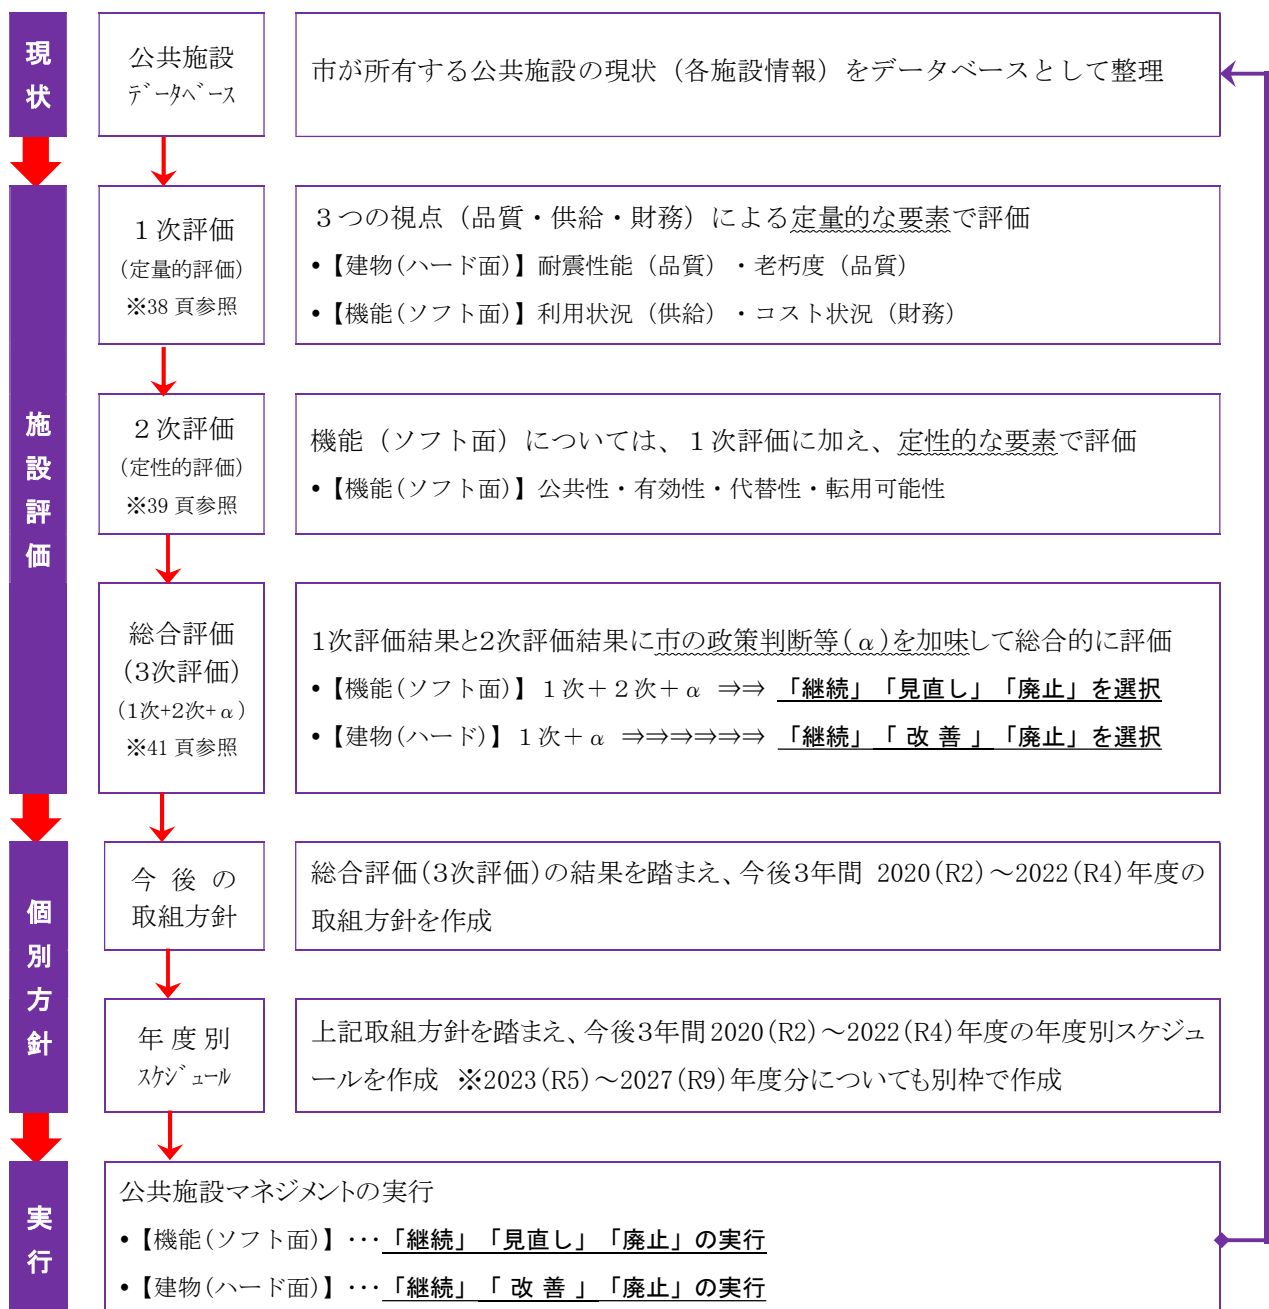 現状
公共施設
ﾃﾞｰﾀﾍﾞｰｽ
市が所有する公共施設の現状（各施設情報）をデータベースとして整理
施設評価
１次評価
(定量的評価)
※38 頁参照
３つの視点（品質・供給・財務）による定量的な要素で評価
•【建物(ハード面)】耐震性能（品質）・老朽度（品質）
•【機能(ソフト面)】利用状況（供給）・コスト状況（財務）
２次評価
(定性的評価)
※39 頁参照
機能（ソフト面）については、１次評価に加え、定性的な要素で評価
•【機能(ソフト面)】公共性・有効性・代替性・転用可能性
総合評価
(3次評価)
(1次+2次+α)
※41 頁参照
1次評価結果と2次評価結果に市の政策判断等(α)を加味して総合的に評価
•【機能(ソフト面)】１次＋２次＋α ⇒⇒ 「継続」「見直し」「廃止」を選択
•【建物(ハード)】１次＋α ⇒⇒⇒⇒⇒⇒ 「継続」「 改 善 」「廃止」を選択
個別方針
今 後 の
取組方針
総合評価(3次評価)の結果を踏まえ、今後3年間 2020(R2)～2022(R4)年度の
取組方針を作成
年 度 別
ｽｹｼﾞｭｰﾙ
上記取組方針を踏まえ、今後3年間 2020(R2)～2022(R4)年度の年度別スケジュ
ールを作成 ※2023(R5)～2027(R9)年度分についても別枠で作成
実行
公共施設マネジメントの実行
•【機能(ソフト面)】･･･「継続」「見直し」「廃止」の実行
•【建物(ハード面)】･･･「継続」「 改 善 」「廃止」の実行